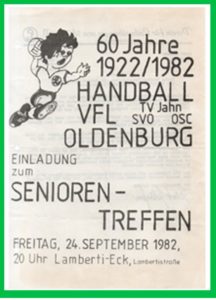 60 Jahre
1922/1982
HANDBALL
VFL TV Jahn
SVO OSC
OLDENBURG
EINLADUNG
zum
SENIOREN-
TREFFEN
FREITAG, 24. SEPTEMBER 1982,
20 Uhr Lamberti-Eck, Lambertistraße